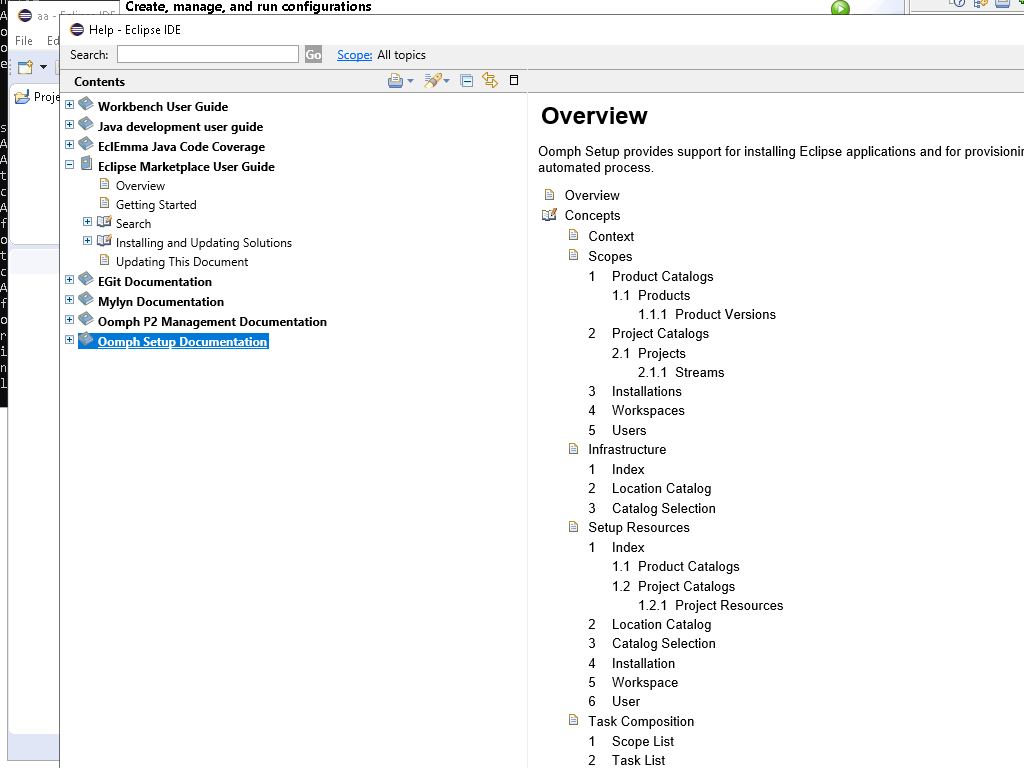 Create, manage, and run configurations
aa - Eclipse IDE
File Ed
Proje
Help - Eclipse IDE
Search:
Go
Scope: All topics
Contents
Workbench User Guide
Java development user guide
EclEmma Java Code Coverage
Eclipse Marketplace User Guide
Overview
Getting Started
Search
Installing and Updating Solutions
Updating This Document
EGit Documentation
Mylyn Documentation
Oomph P2 Management Documentation
Oomph Setup Documentation
Overview
Oomph Setup provides support for installing Eclipse applications and for provisionin
automated process.
Overview
Concepts
Context
Scopes
1 Product Catalogs
1.1 Products
1.1.1 Product Versions
2 Project Catalogs
2.1 Projects
2.1.1 Streams
3 Installations
4 Workspaces
5 Users
Infrastructure
1 Index
2 Location Catalog
3 Catalog Selection
Setup Resources
1 Index
1.1 Product Catalogs
1.2 Project Catalogs
1.2.1 Project Resources
2 Location Catalog
3 Catalog Selection
4 Installation
5 Workspace
6 User
Task Composition
1 Scope List
2 Task List